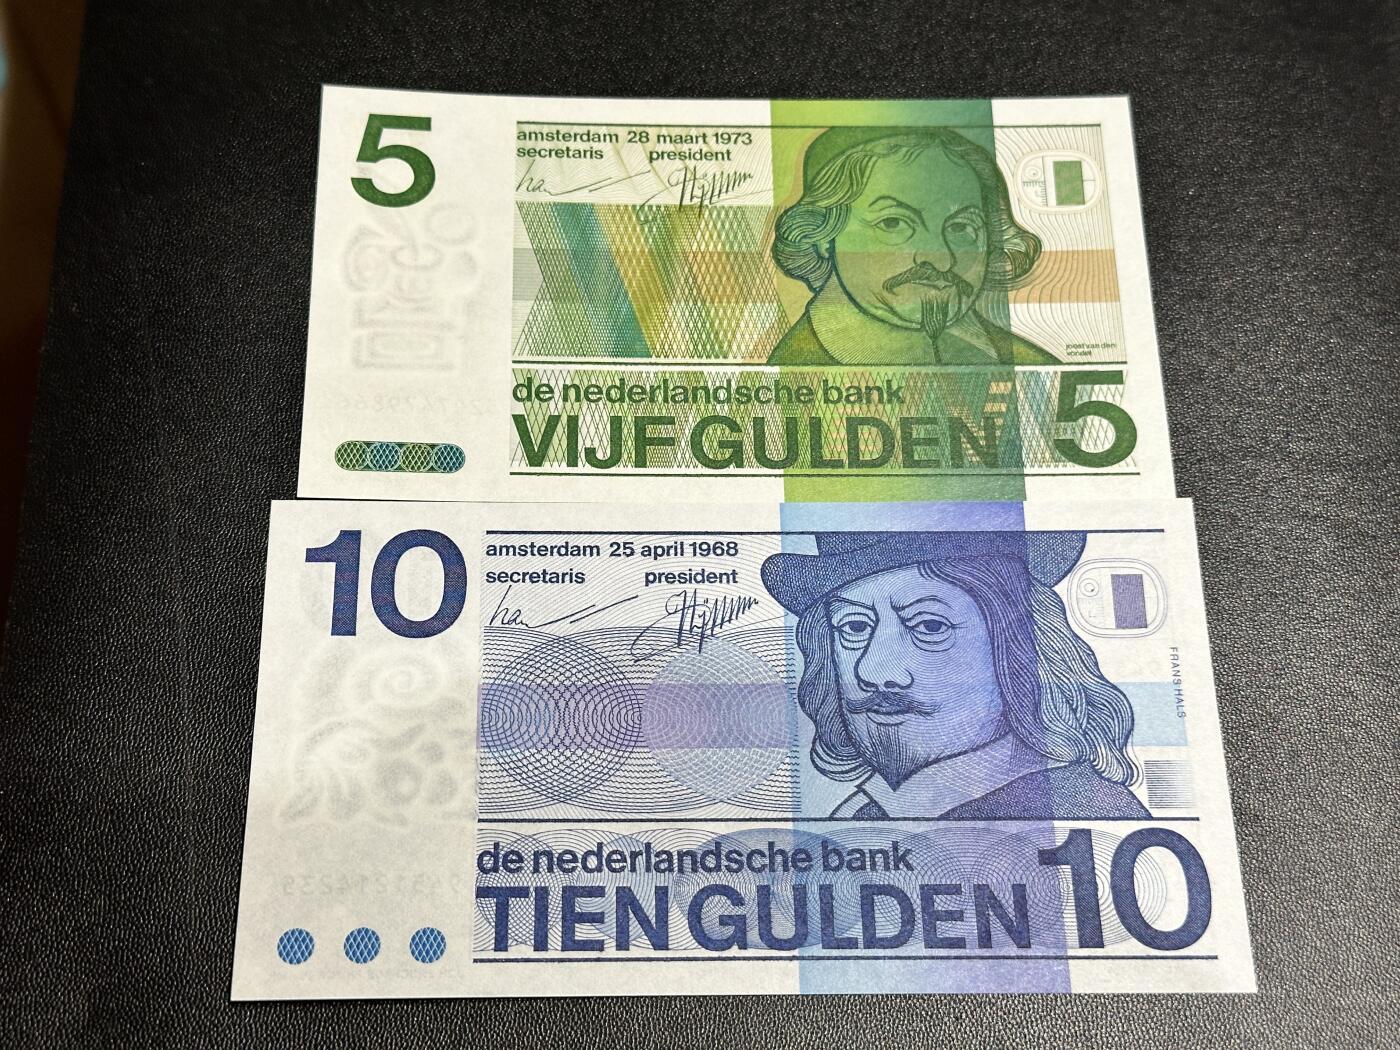 5
amsterdam 28 maart 1973
secretaris president
joost van den
vondel
de nederlandsche bank
VIJF GULDEN 5
10
amsterdam 25 april 1968
secretaris president
FRANS HALS
de nederlandsche bank
TIEN GULDEN 10